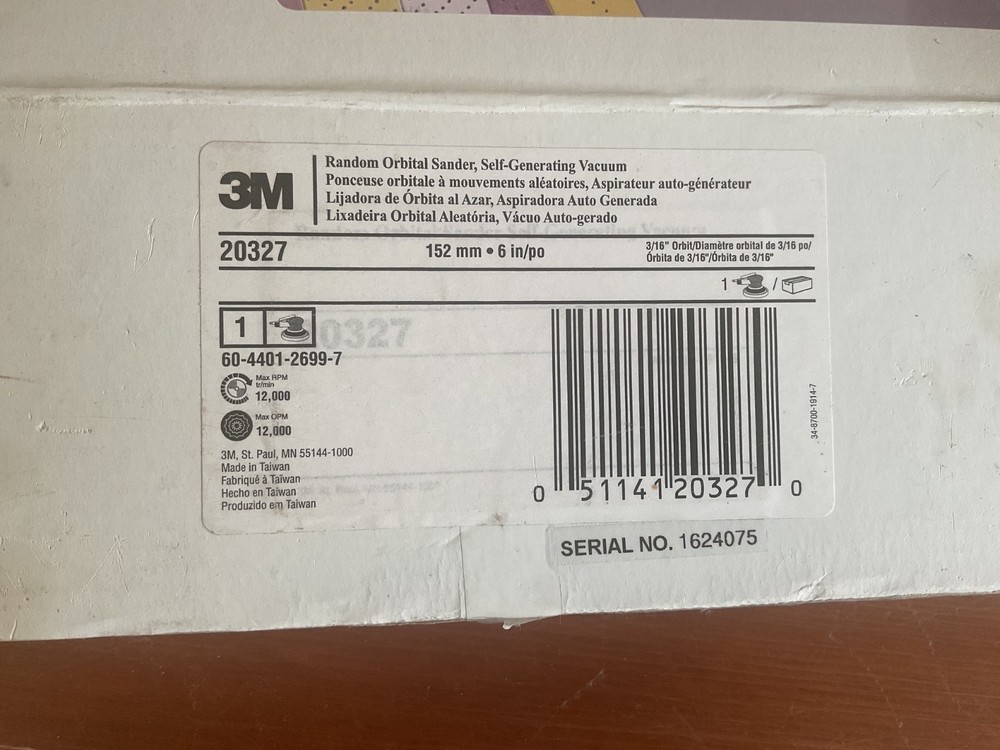 3M
Random Orbital Sander, Self-Generating Vacuum
Ponceuse orbitale à mouvements aléatoires, Aspirateur auto-générateur
Lijadora de Órbita al Azar, Aspiradora Auto Generada
Lixadeira Orbital Aleatória, Vácuo Auto-gerado
20327
152 mm • 6 in/po
3/16" Orbit/Diamètre orbital de 3/16 po/
Órbita de 3/16"/Órbita de 3/16"
1 /
1
20327
60-4401-2699-7
Max RPM
tr/min
12,000
Max OPM
12,000
3M, St. Paul, MN 55144-1000
Made in Taiwan
Fabriqué à Taïwan
Hecho en Taiwan
Produzido em Taiwan
34-8700-1914-7
0 51141 20327 0
SERIAL NO. 1624075